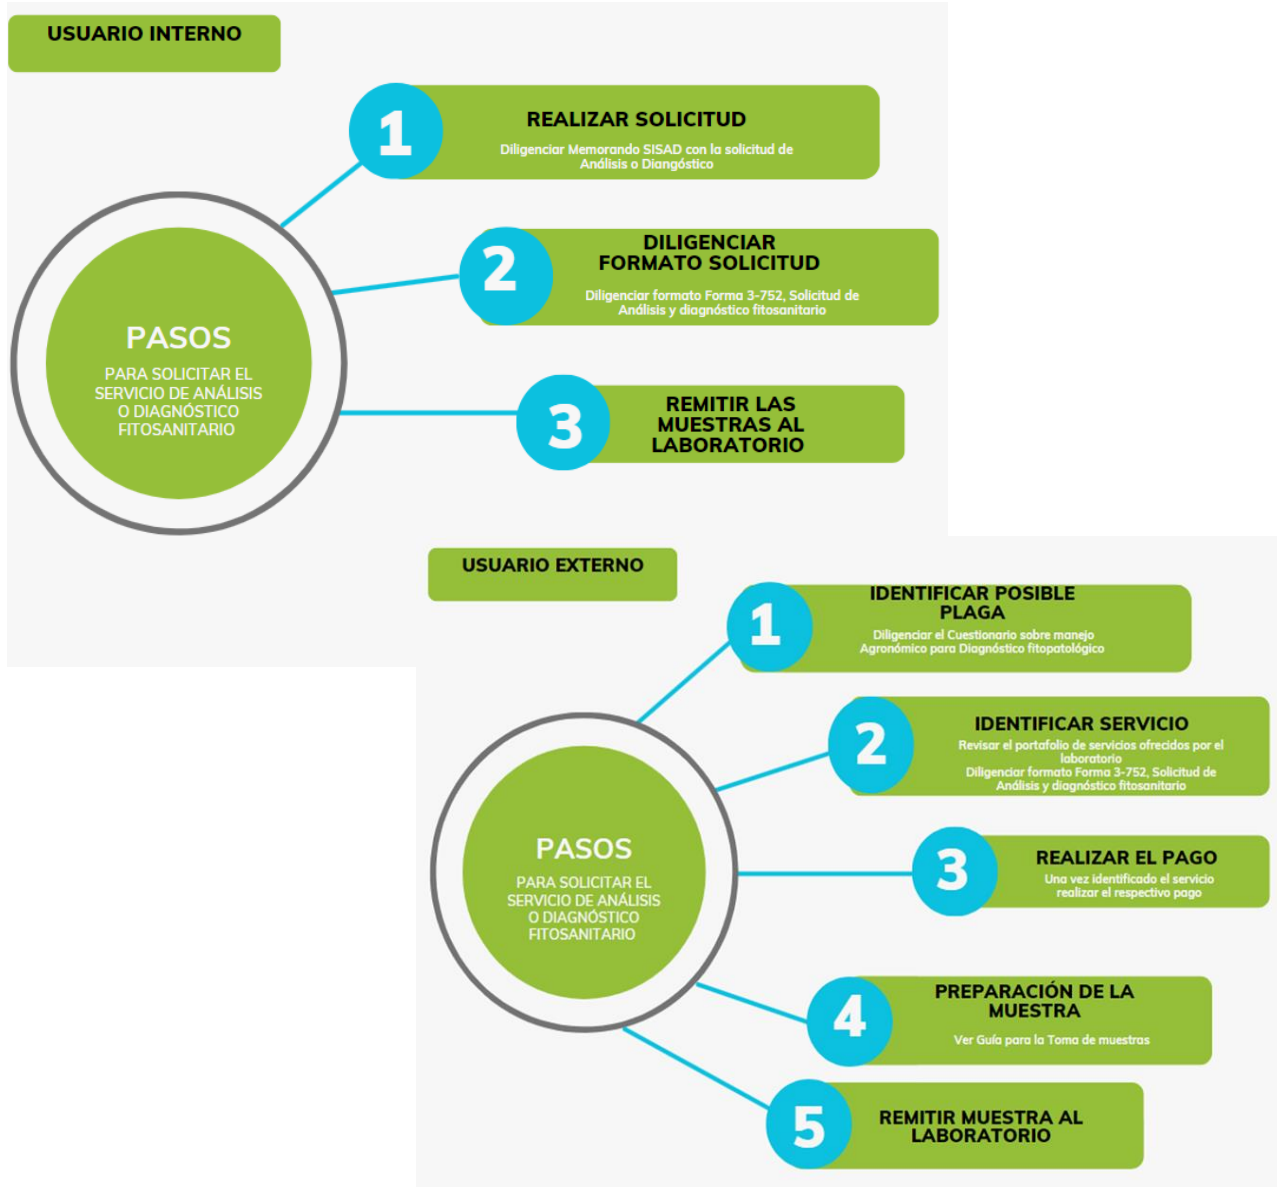 USUARIO INTERNO
1
REALIZAR SOLICITUD
Diligenciar Memorando SISAD con la solicitud de
Análisis o Diangóstico
2
DILIGENCIAR
FORMATO SOLICITUD
Diligenciar formato Forma 3-752, Solicitud de
Análisis y diagnóstico fitosanitario
PASOS
PARA SOLICITAR EL
SERVICIO DE ANÁLISIS
O DIAGNÓSTICO
FITOSANITARIO
3
REMITIR LAS
MUESTRAS AL
LABORATORIO
USUARIO EXTERNO
1
IDENTIFICAR POSIBLE
PLAGA
Diligenciar el Cuestionario sobre manejo
Agronómico para Diagnóstico fitopatológico
2
IDENTIFICAR SERVICIO
Revisar el portafolio de servicios ofrecidos por el
laboratorio
Diligenciar formato Forma 3-752, Solicitud de
Análisis y diagnóstico fitosanitario
PASOS
PARA SOLICITAR EL
SERVICIO DE ANÁLISIS
O DIAGNÓSTICO
FITOSANITARIO
3
REALIZAR EL PAGO
Una vez identificado el servicio
realizar el respectivo pago
4
PREPARACIÓN DE LA
MUESTRA
Ver Guía para la Toma de muestras
5
REMITIR MUESTRA AL
LABORATORIO